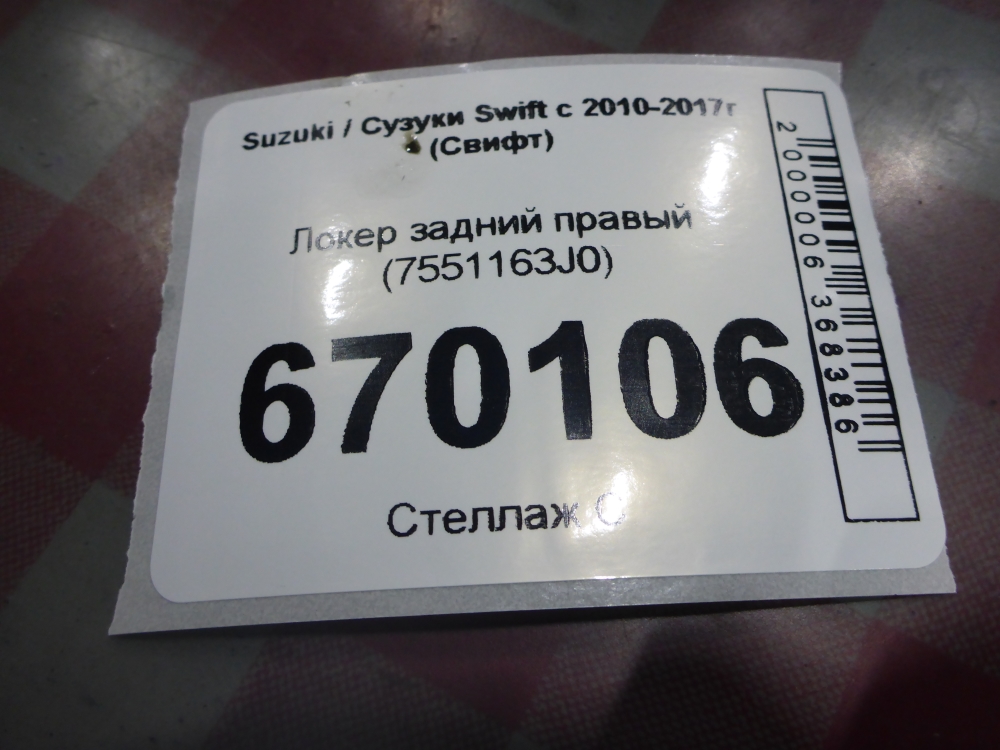 Suzuki / Сузуки Swift с 2010-2017г
(Свифт)
Локер задний правый
(7551163J0)
670106
Стеллаж С
2000006368386